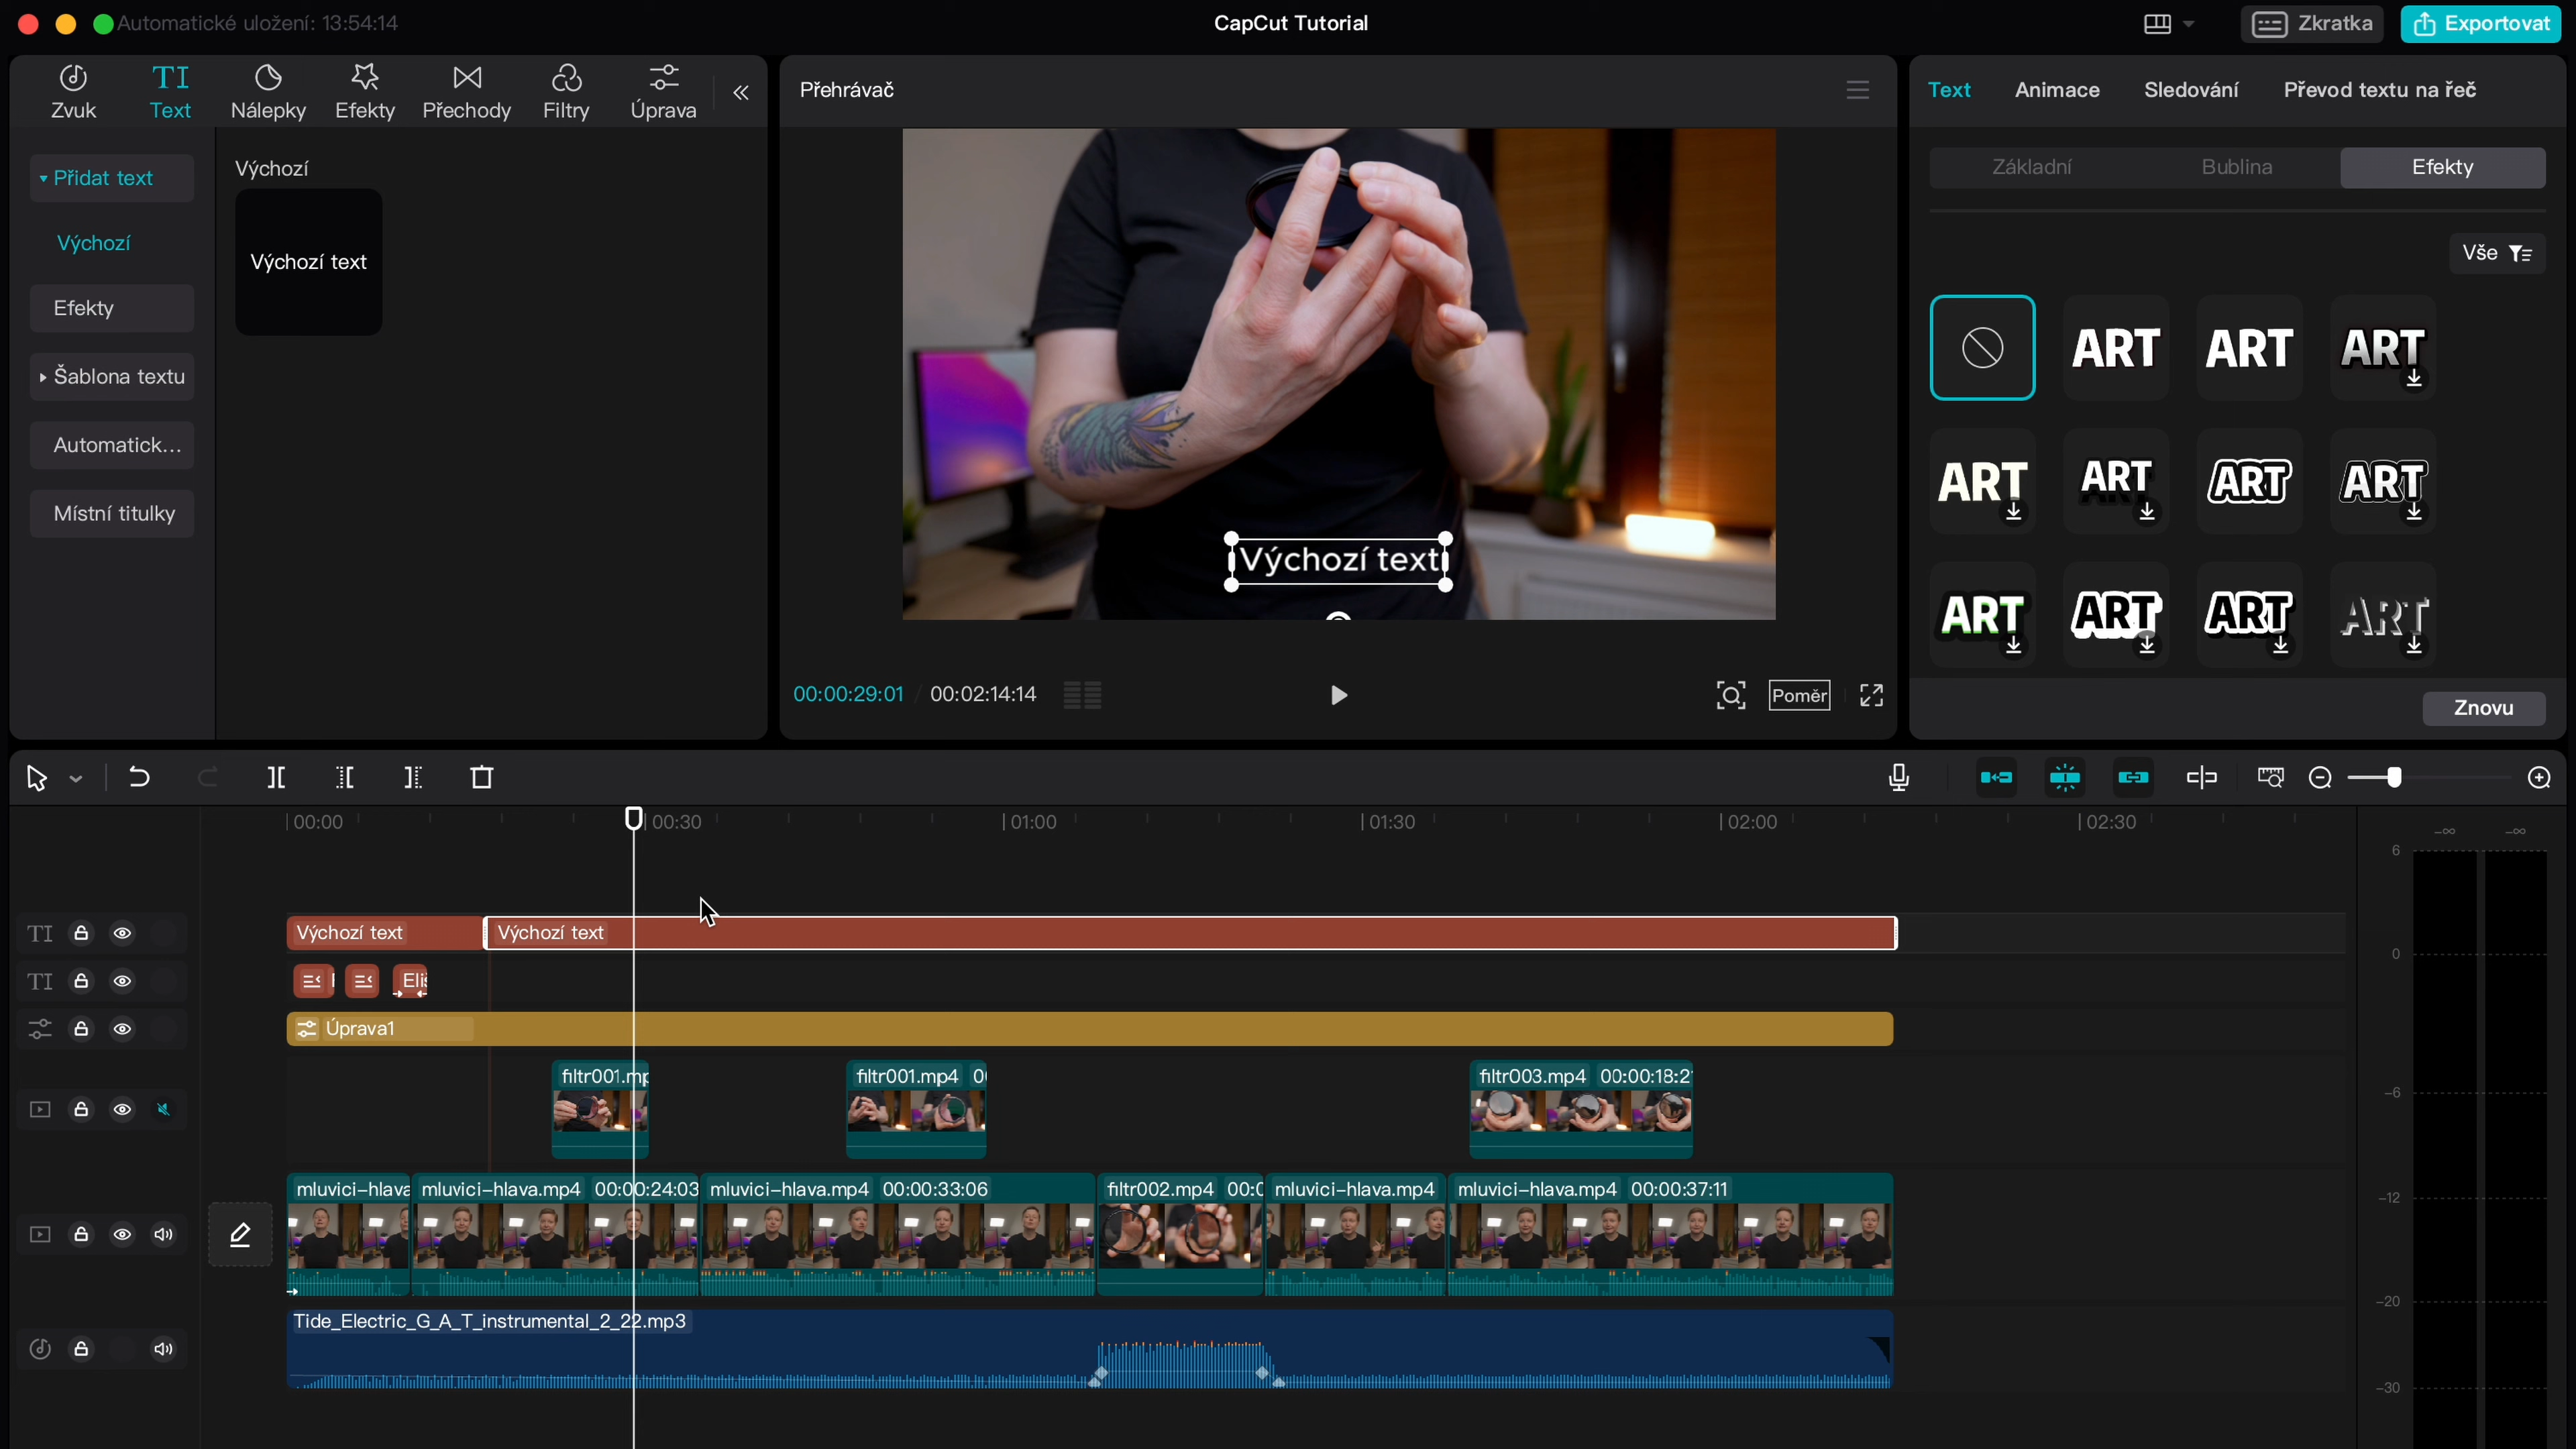 Automatické uložení: 13:54:14
CapCut Tutorial
Zkratka
Exportovat
Zvuk
Text
Nálepky
Efekty
Přechody
Filtry
Úprava
Přidat text
Výchozí
Efekty
Šablona textu
Automatick...
Místní titulky
Výchozí
Výchozí text
Přehrávač
Výchozí text
00:00:29:01 / 00:02:14:14
Poměr
Text
Animace
Sledování
Převod textu na řeč
Základní
Bublina
Efekty
Vše
ART
ART
ART
ART
ART
ART
ART
ART
ART
ART
ART
Znovu
00:00
00:30
01:00
01:30
02:00
02:30
Výchozí text
Výchozí text
Eli
Úprava1
filtr001.mp
filtr001.mp4
filtr003.mp4 00:00:18:2
mluvici-hlava
mluvici-hlava.mp4 00:00:24:03
mluvici-hlava.mp4 00:00:33:06
filtr002.mp4 00:0
mluvici-hlava.mp4
mluvici-hlava.mp4 00:00:37:11
Tide_Electric_G_A_T_instrumental_2_22.mp3
-∞ -∞
6
0
-6
-12
-20
-30